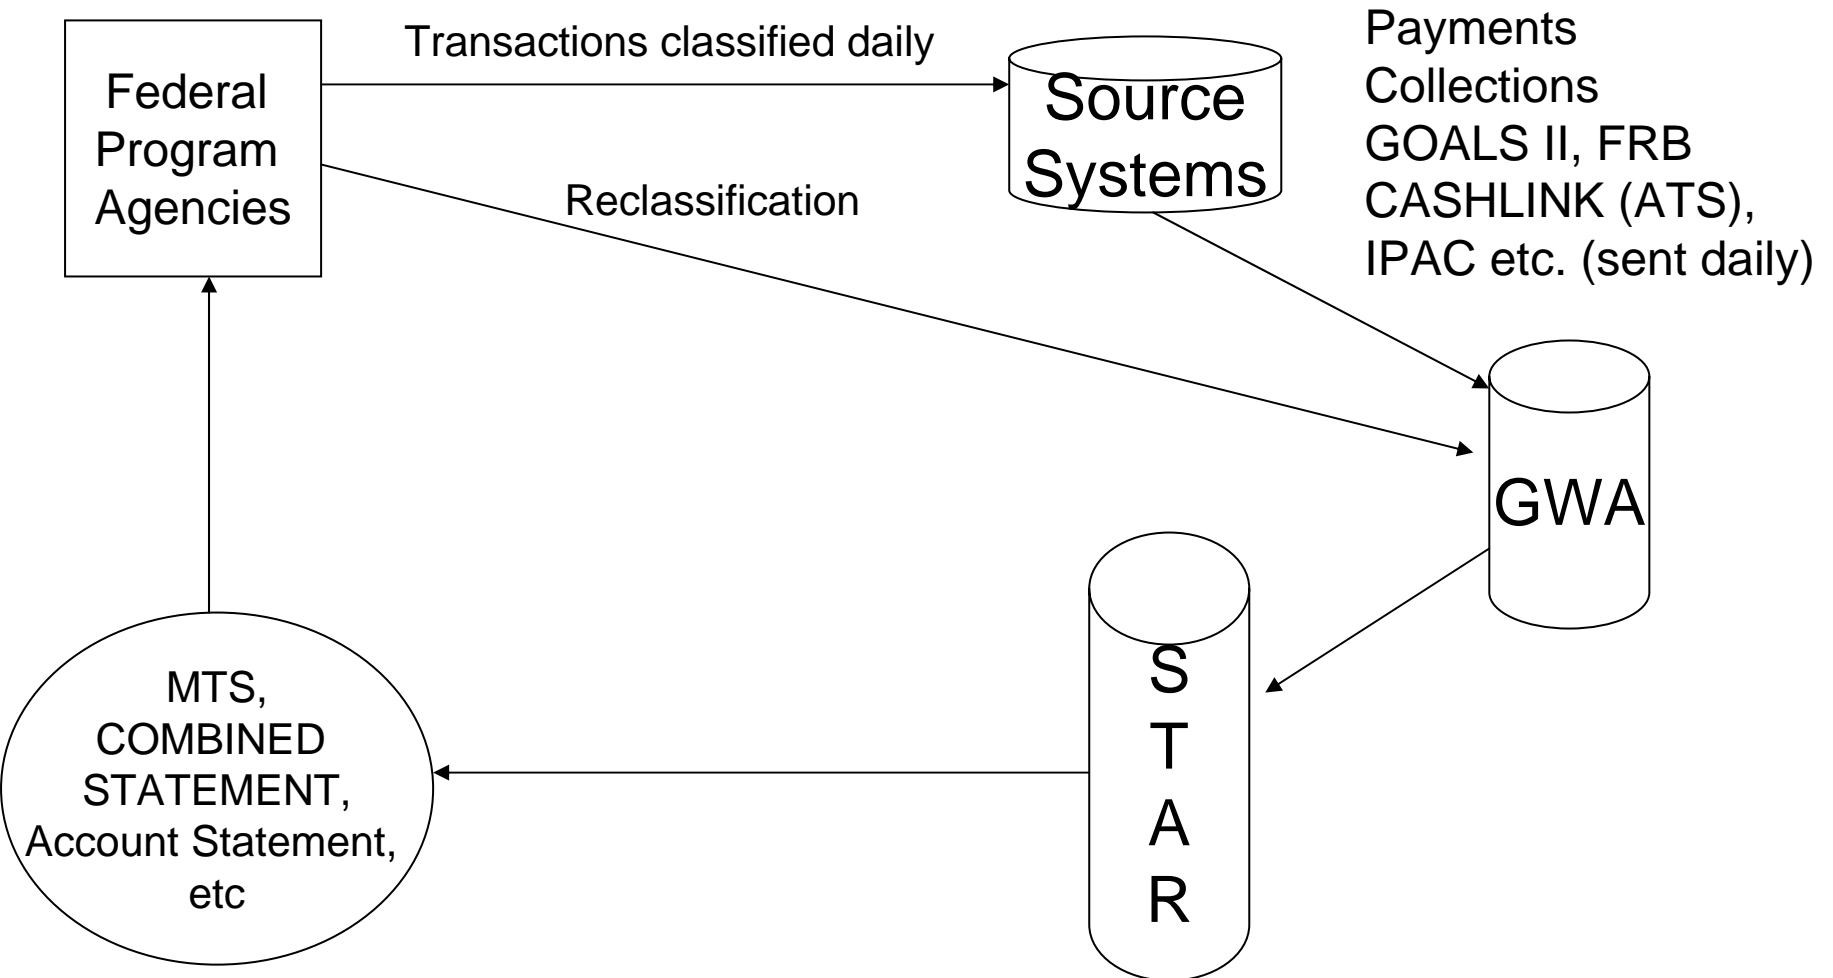 Federal
Program
Agencies
Transactions classified daily
Source
Systems
Payments
Collections
GOALS II, FRB
CASHLINK (ATS),
IPAC etc. (sent daily)
Reclassification
GWA
S
T
A
R
MTS,
COMBINED
STATEMENT,
Account Statement,
etc